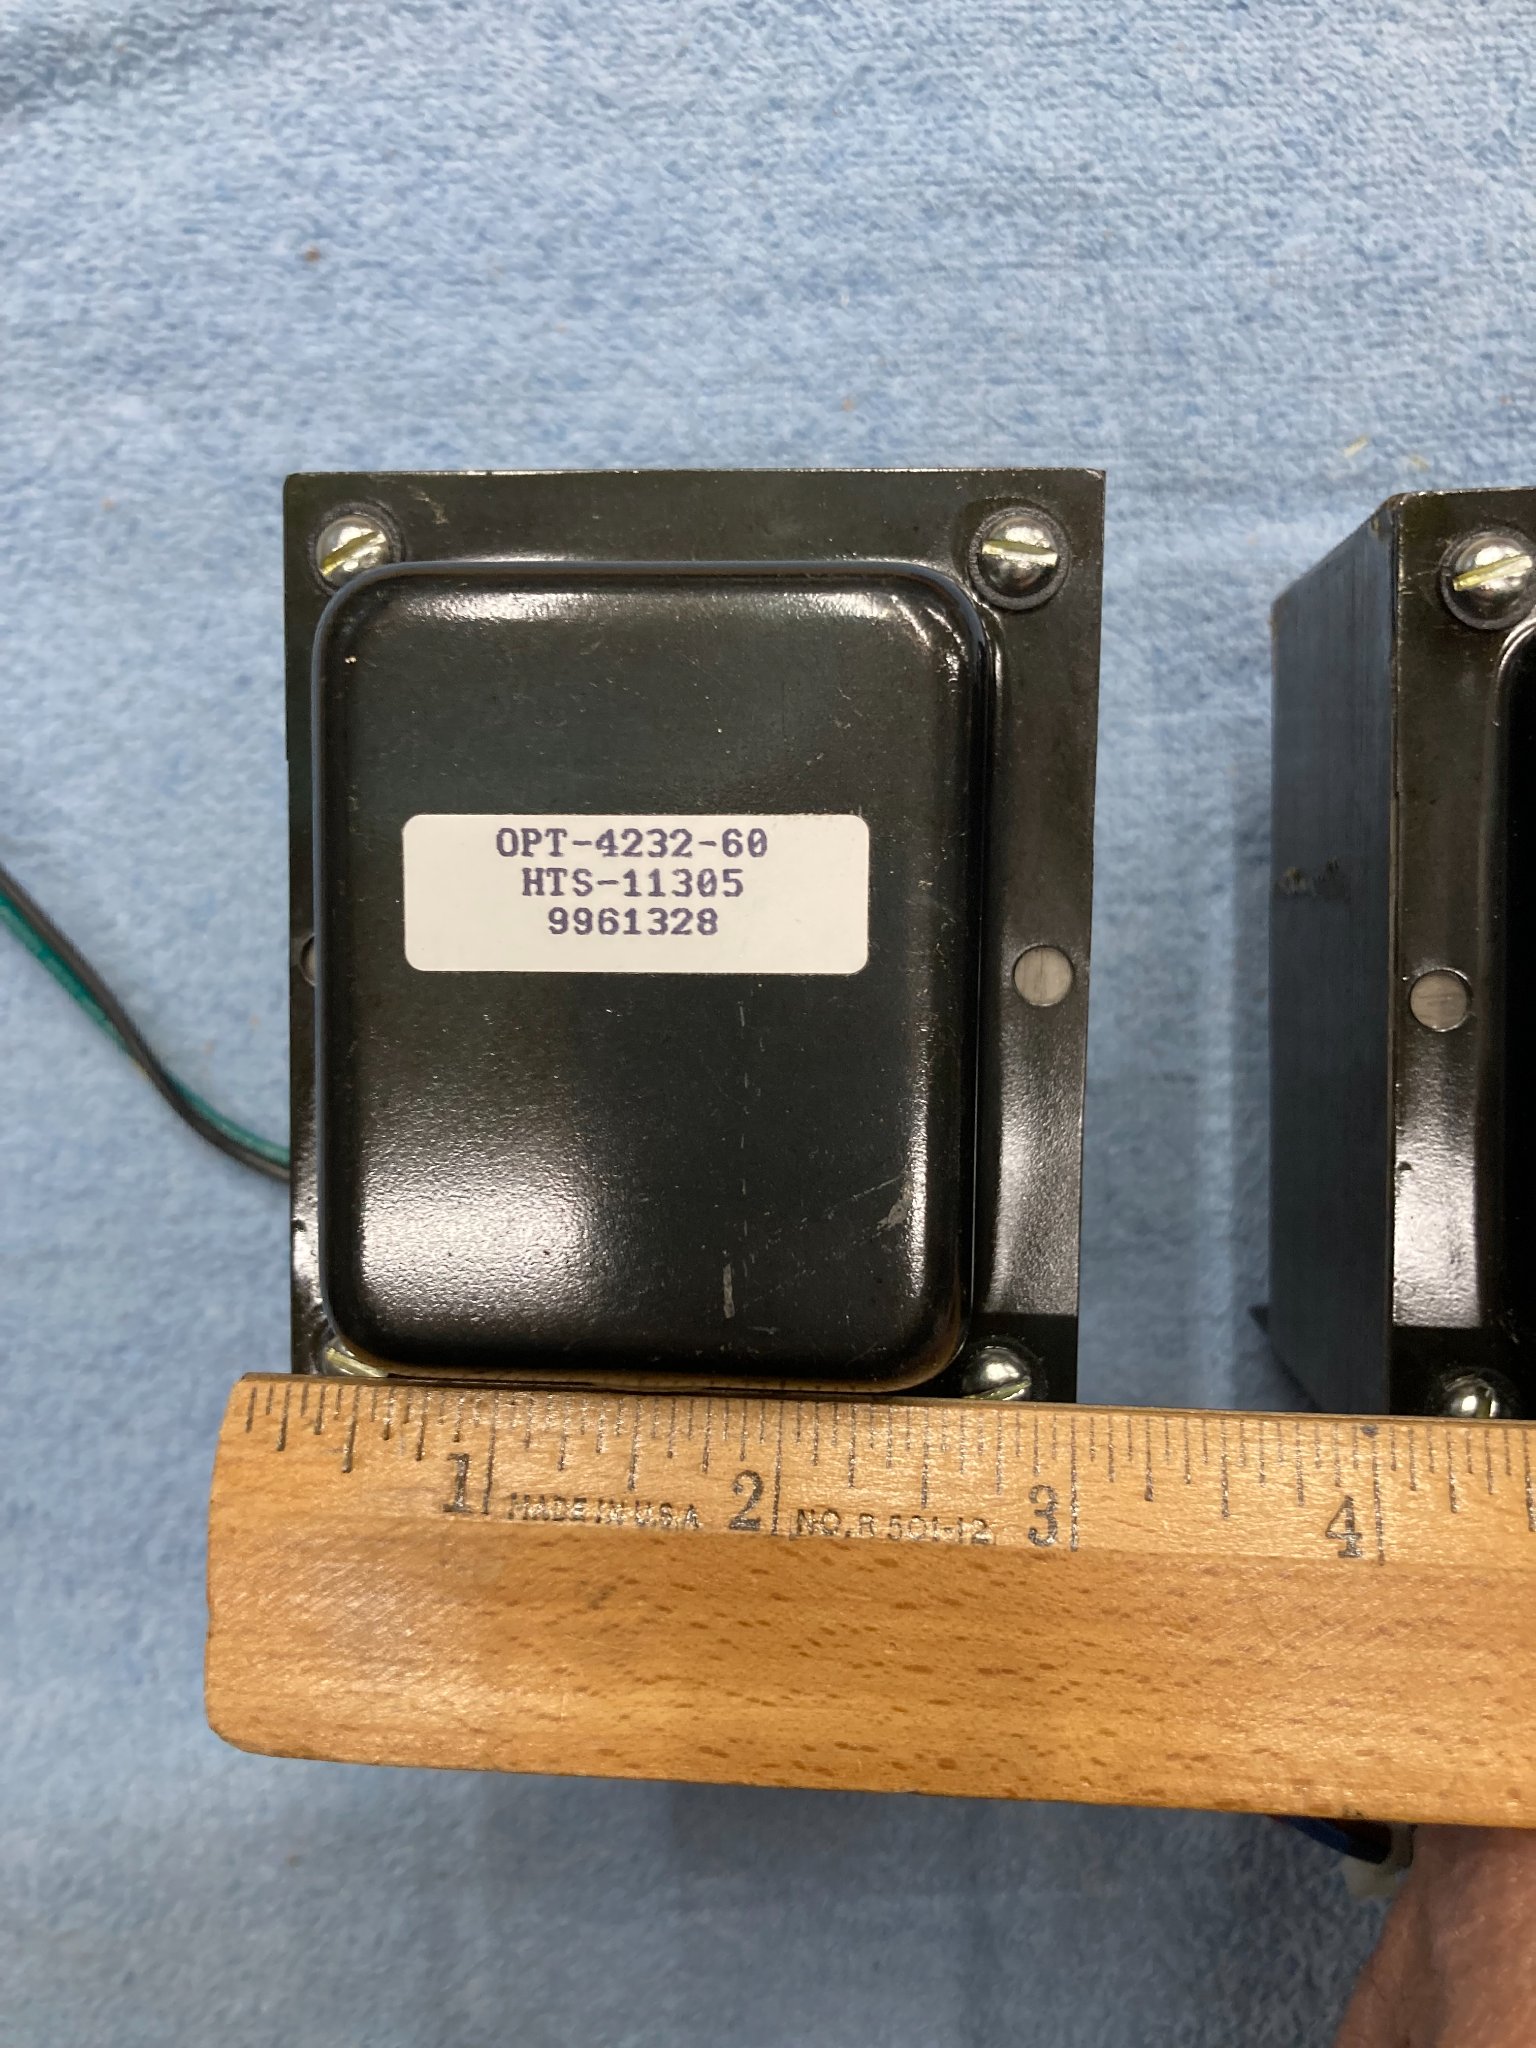 OPT-4232-60
HTS-11305
9961328
1 2 3 4
MADE IN U.S.A. NO. R 501-12